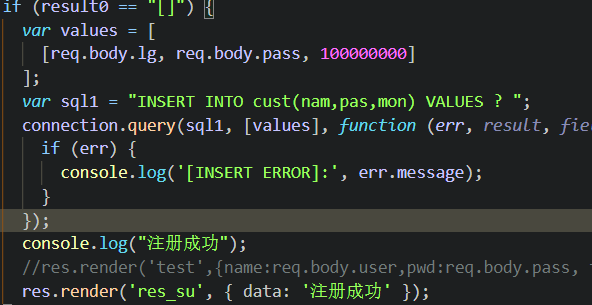 if (result0 == "[]") {
var values = [
[req.body.lg, req.body.pass, 100000000]
];
var sql1 = "INSERT INTO cust(nam,pas,mon) VALUES ? ";
connection.query(sql1, [values], function (err, result, fie
if (err) {
console.log('[INSERT ERROR]:', err.message);
}
});
console.log("注册成功");
//res.render('test',{name:req.body.user,pwd:req.body.pass,
res.render('res_su', { data: '注册成功' });